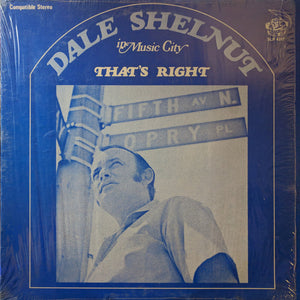 Compatible Stereo
DALE SHELNUT
in Music City
THAT'S RIGHT
FIFTH AV N.
OPRY PL